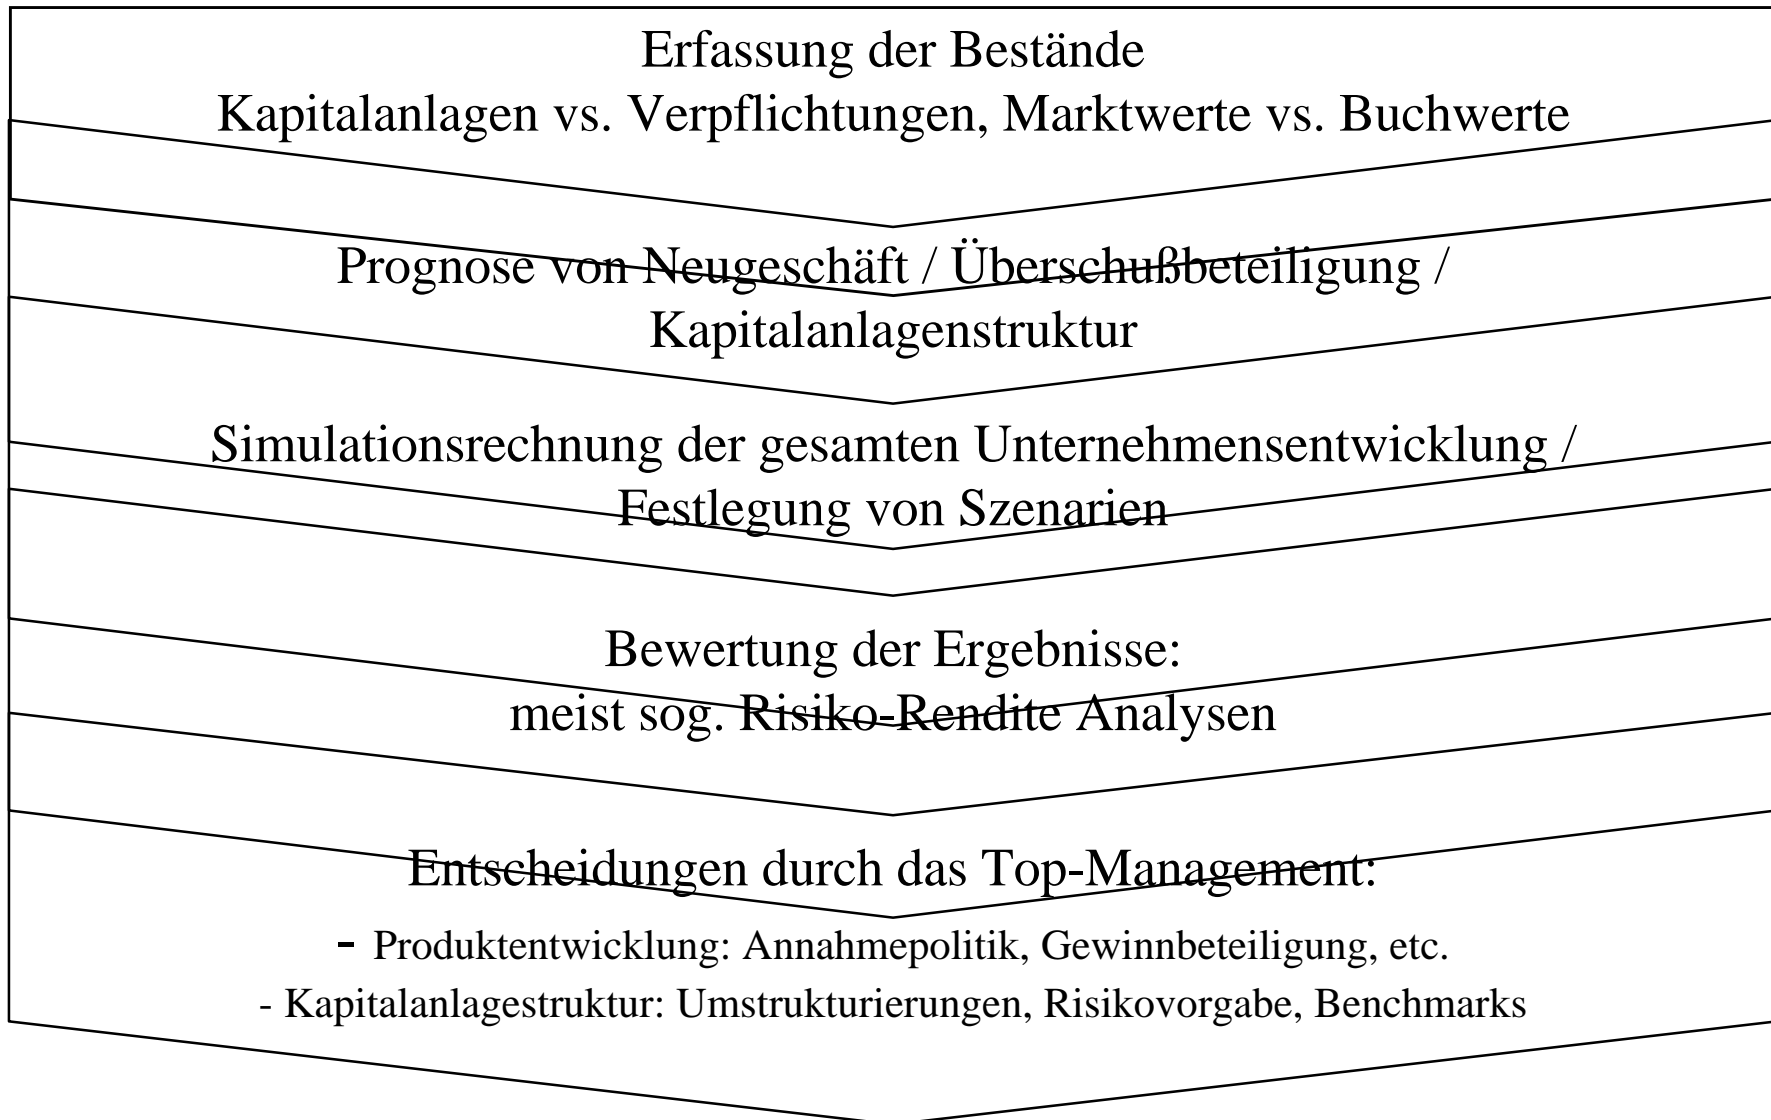 Erfassung der Bestände
Kapitalanlagen vs. Verpflichtungen, Marktwerte vs. Buchwerte
Prognose von Neugeschäft / Überschußbeteiligung /
Kapitalanlagenstruktur
Simulationsrechnung der gesamten Unternehmensentwicklung /
Festlegung von Szenarien
Bewertung der Ergebnisse:
meist sog. Risiko-Rendite Analysen
Entscheidungen durch das Top-Management:
- Produktentwicklung: Annahmepolitik, Gewinnbeteiligung, etc.
- Kapitalanlagestruktur: Umstrukturierungen, Risikovorgabe, Benchmarks